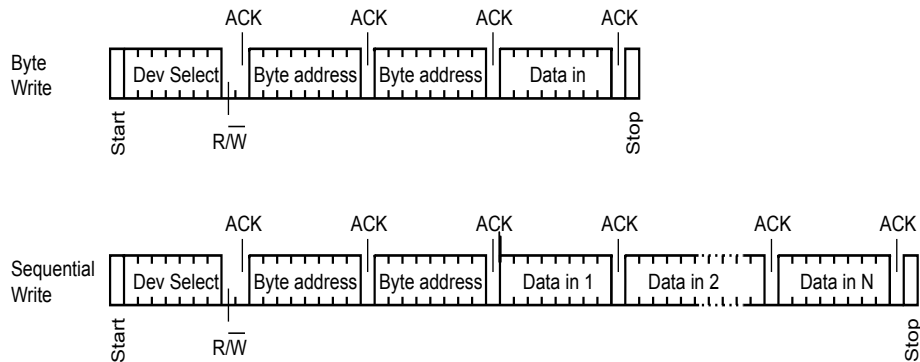 ACK ACK ACK ACK
Byte
Write
Dev Select Byte address Byte address Data in
Start R/W̅ Stop
ACK ACK ACK ACK ACK ACK
Sequential
Write
Dev Select Byte address Byte address Data in 1 Data in 2 Data in N
Start R/W̅ Stop